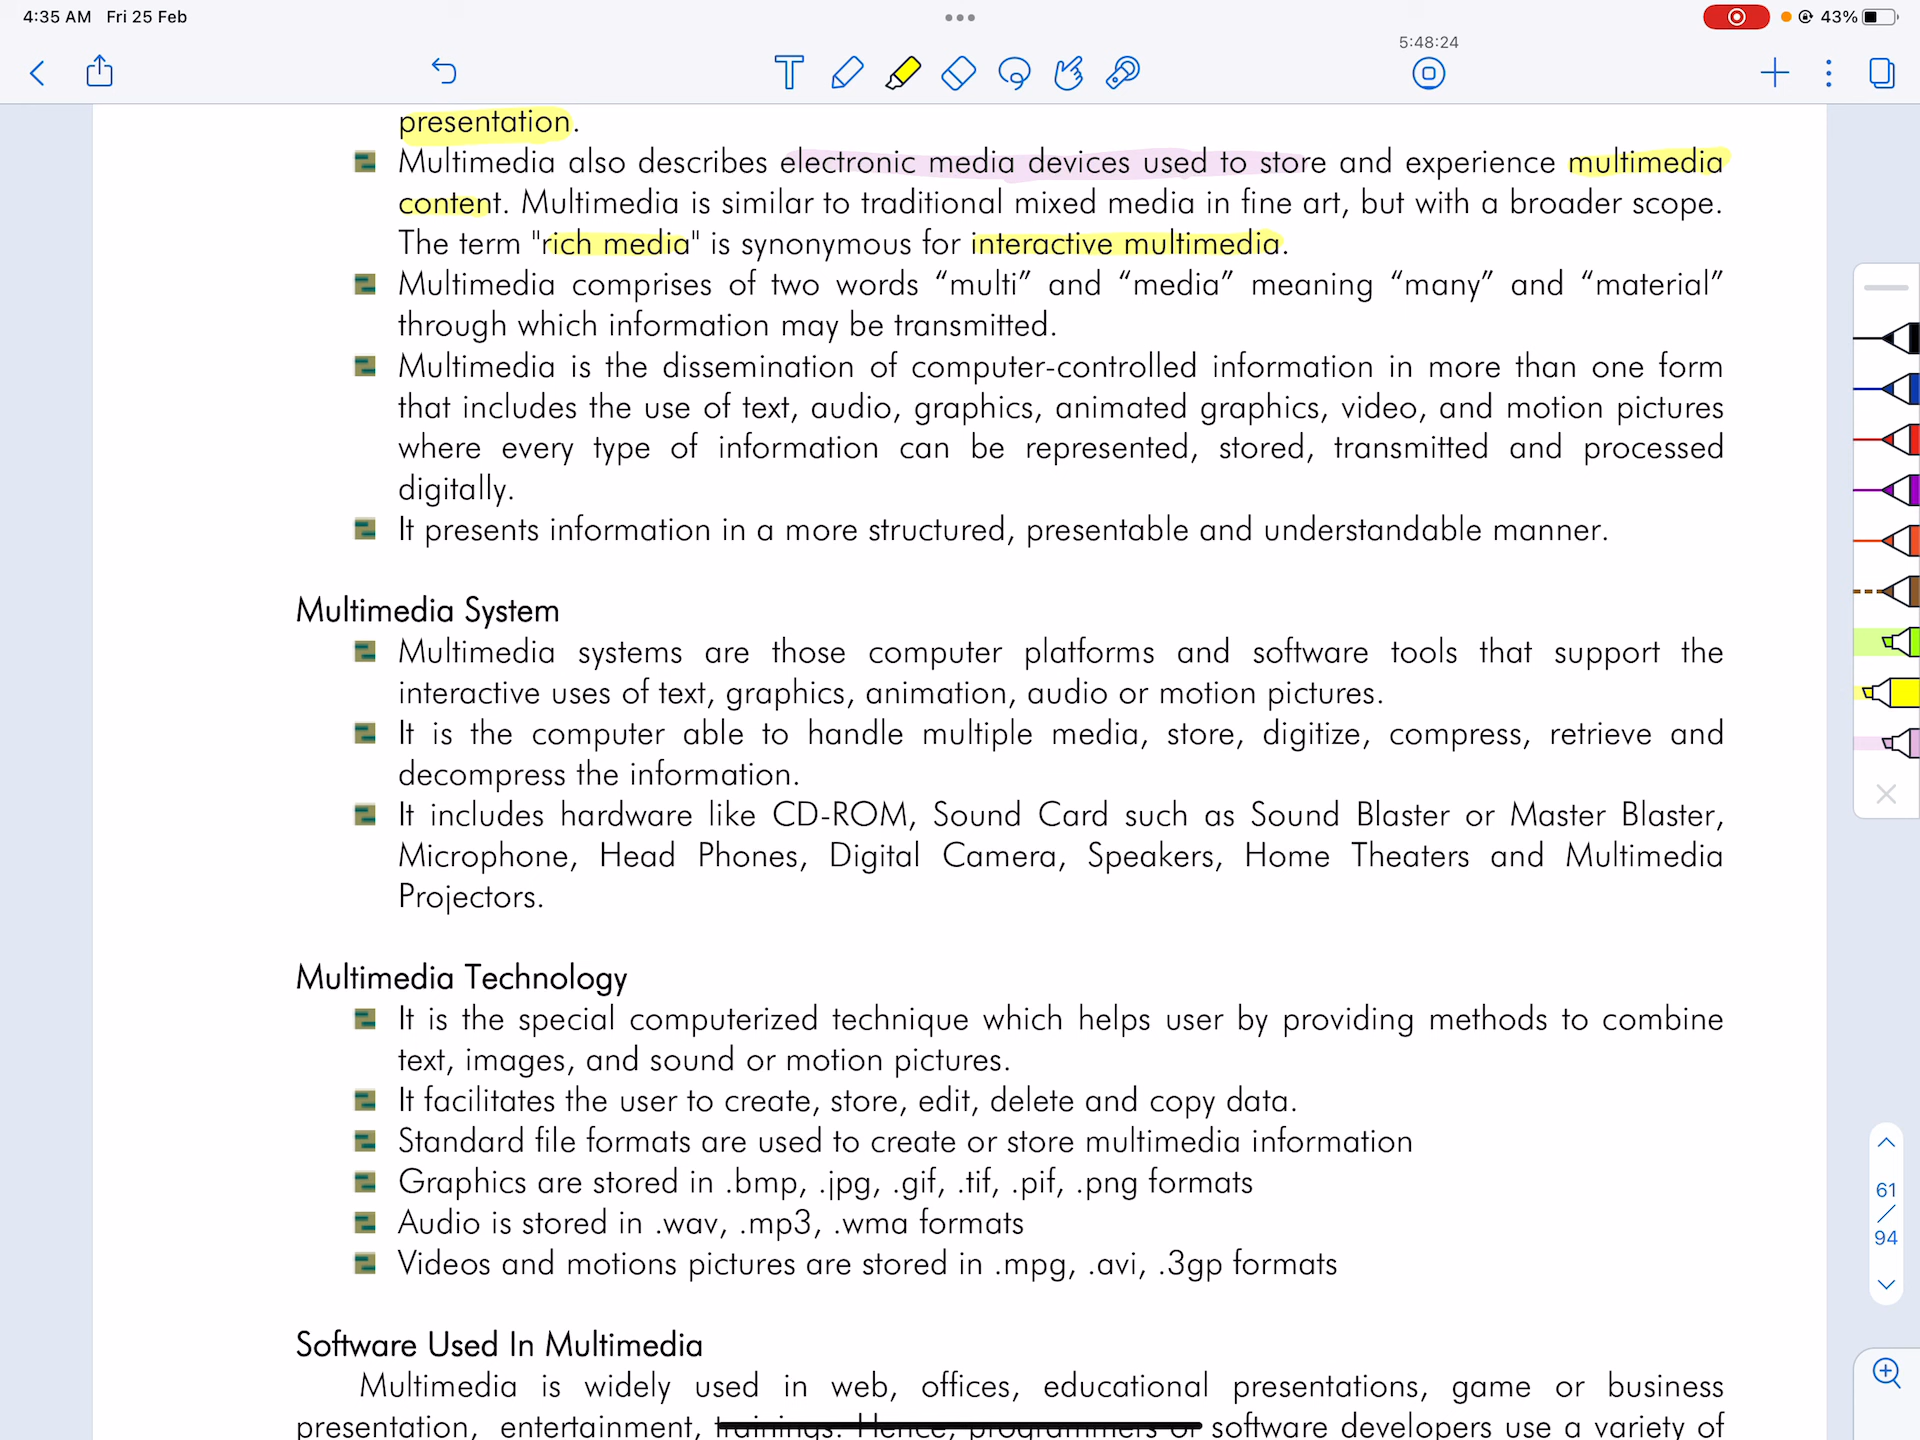 4:35 AM Fri 25 Feb
43%
5:48:24
presentation.
Multimedia also describes electronic media devices used to store and experience multimedia
content. Multimedia is similar to traditional mixed media in fine art, but with a broader scope.
The term "rich media" is synonymous for interactive multimedia.
Multimedia comprises of two words “multi” and “media” meaning “many” and “material”
through which information may be transmitted.
Multimedia is the dissemination of computer-controlled information in more than one form
that includes the use of text, audio, graphics, animated graphics, video, and motion pictures
where every type of information can be represented, stored, transmitted and processed
digitally.
It presents information in a more structured, presentable and understandable manner.
Multimedia System
Multimedia systems are those computer platforms and software tools that support the
interactive uses of text, graphics, animation, audio or motion pictures.
It is the computer able to handle multiple media, store, digitize, compress, retrieve and
decompress the information.
It includes hardware like CD-ROM, Sound Card such as Sound Blaster or Master Blaster,
Microphone, Head Phones, Digital Camera, Speakers, Home Theaters and Multimedia
Projectors.
Multimedia Technology
It is the special computerized technique which helps user by providing methods to combine
text, images, and sound or motion pictures.
It facilitates the user to create, store, edit, delete and copy data.
Standard file formats are used to create or store multimedia information
Graphics are stored in .bmp, .jpg, .gif, .tif, .pif, .png formats
Audio is stored in .wav, .mp3, .wma formats
Videos and motions pictures are stored in .mpg, .avi, .3gp formats
61
/
94
Software Used In Multimedia
Multimedia is widely used in web, offices, educational presentations, game or business
presentation, entertainment, trainings. Hence, programmers or software developers use a variety of